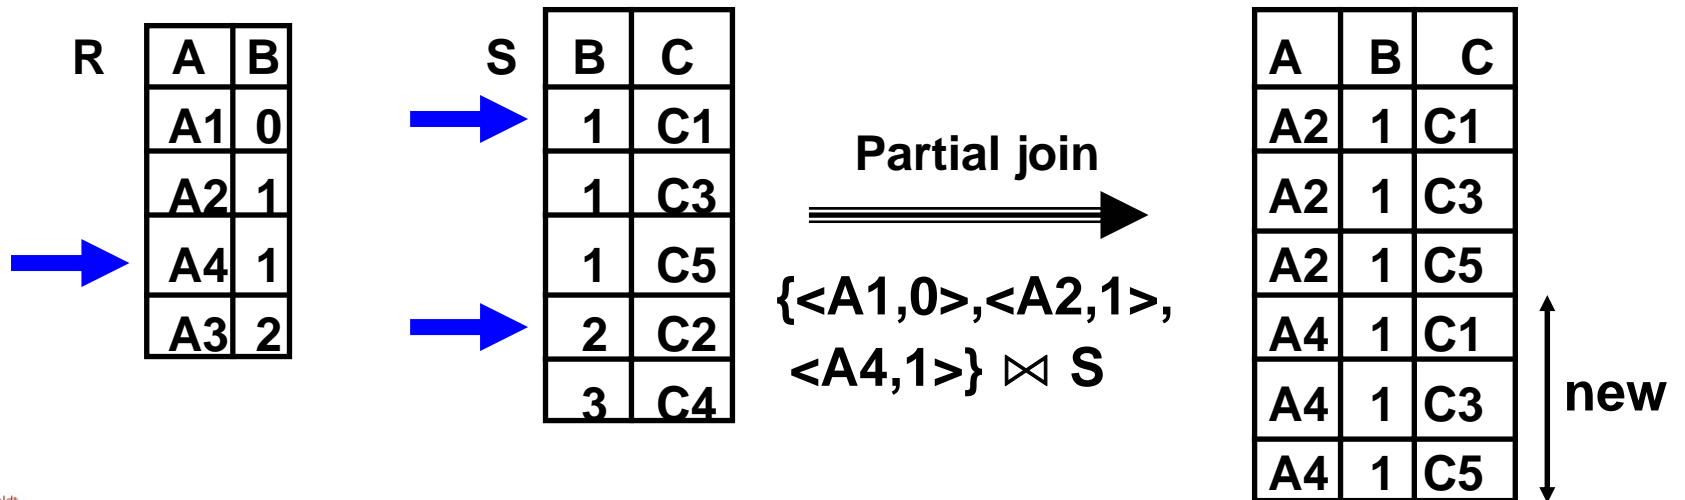 R
A B
A1 0
A2 1
A4 1
A3 2
S
B C
1 C1
1 C3
1 C5
2 C2
3 C4
Partial join
{<A1,0>,<A2,1>,
<A4,1>} ⋈ S
A B C
A2 1 C1
A2 1 C3
A2 1 C5
A4 1 C1
A4 1 C3
A4 1 C5
new